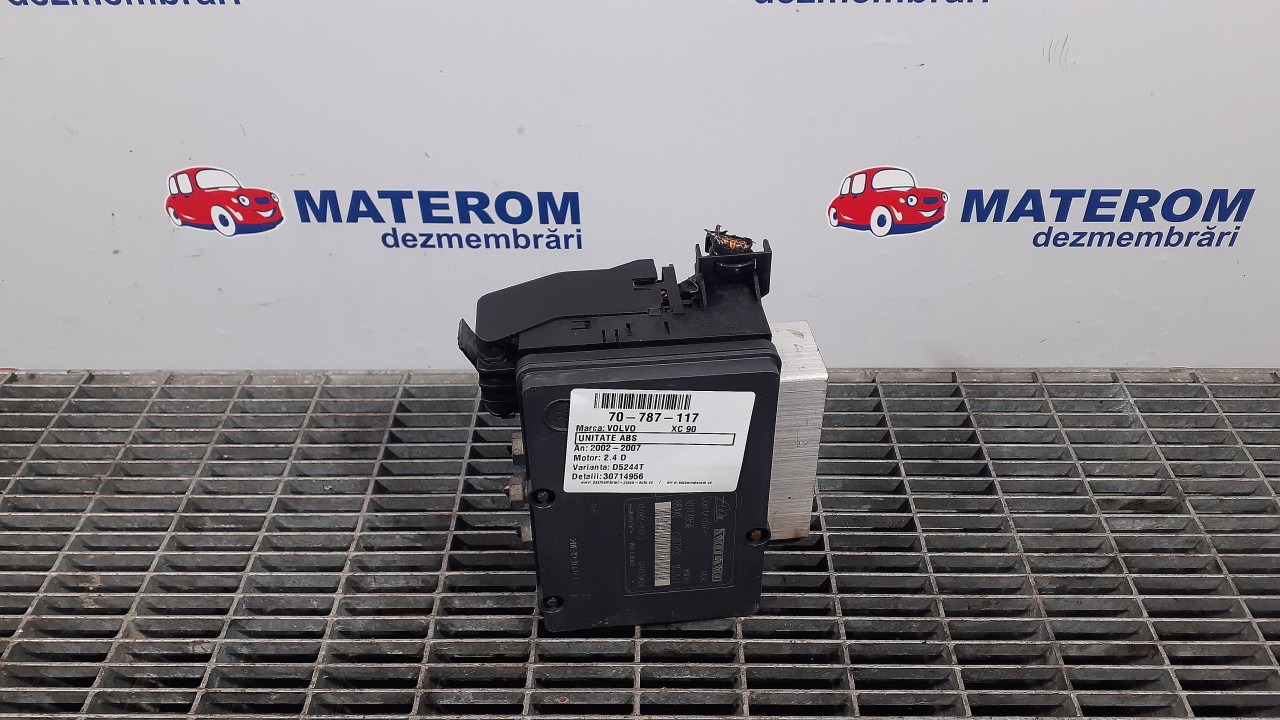 dezmembrări
dezmembrări
MATEROM
dezmembrări
MATEROM
dezmembrări
70-787-117
Marca: VOLVO XC 90
UNITATE ABS
An: 2002-2007
Motor: 2.4 D
Varianta: D5244T
Detalii: 30714956
VOLVO